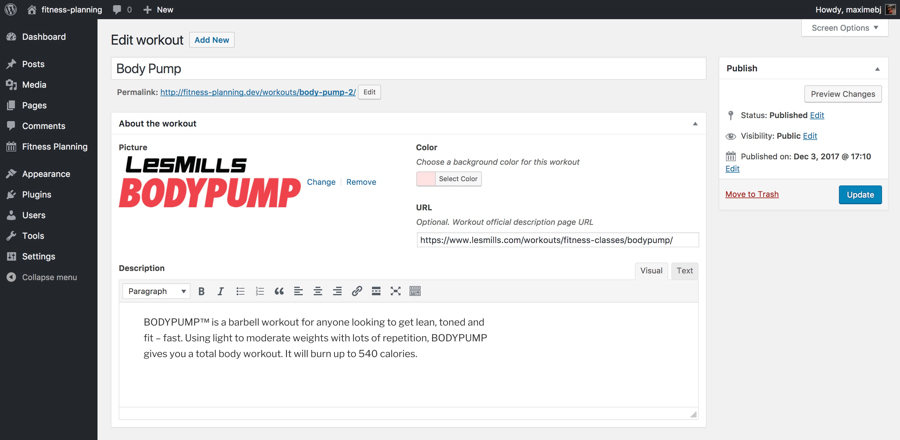 fitness-planning 0 New Howdy, maximebj
Screen Options
Dashboard
Posts
Media
Pages
Comments
Fitness Planning
Appearance
Plugins
Users
Tools
Settings
Collapse menu
Edit workout Add New
Body Pump
Permalink: http://fitness-planning.dev/workouts/body-pump-2/ Edit
About the workout
Picture
LESMILLS
BODYPUMP
Change Remove
Color
Choose a background color for this workout
Select Color
URL
Optional. Workout official description page URL
https://www.lesmills.com/workouts/fitness-classes/bodypump/
Description
Visual Text
Paragraph B I
BODYPUMP™ is a barbell workout for anyone looking to get lean, toned and
fit – fast. Using light to moderate weights with lots of repetition, BODYPUMP
gives you a total body workout. It will burn up to 540 calories.
Publish
Preview Changes
Status: Published Edit
Visibility: Public Edit
Published on: Dec 3, 2017 @ 17:10
Edit
Move to Trash Update